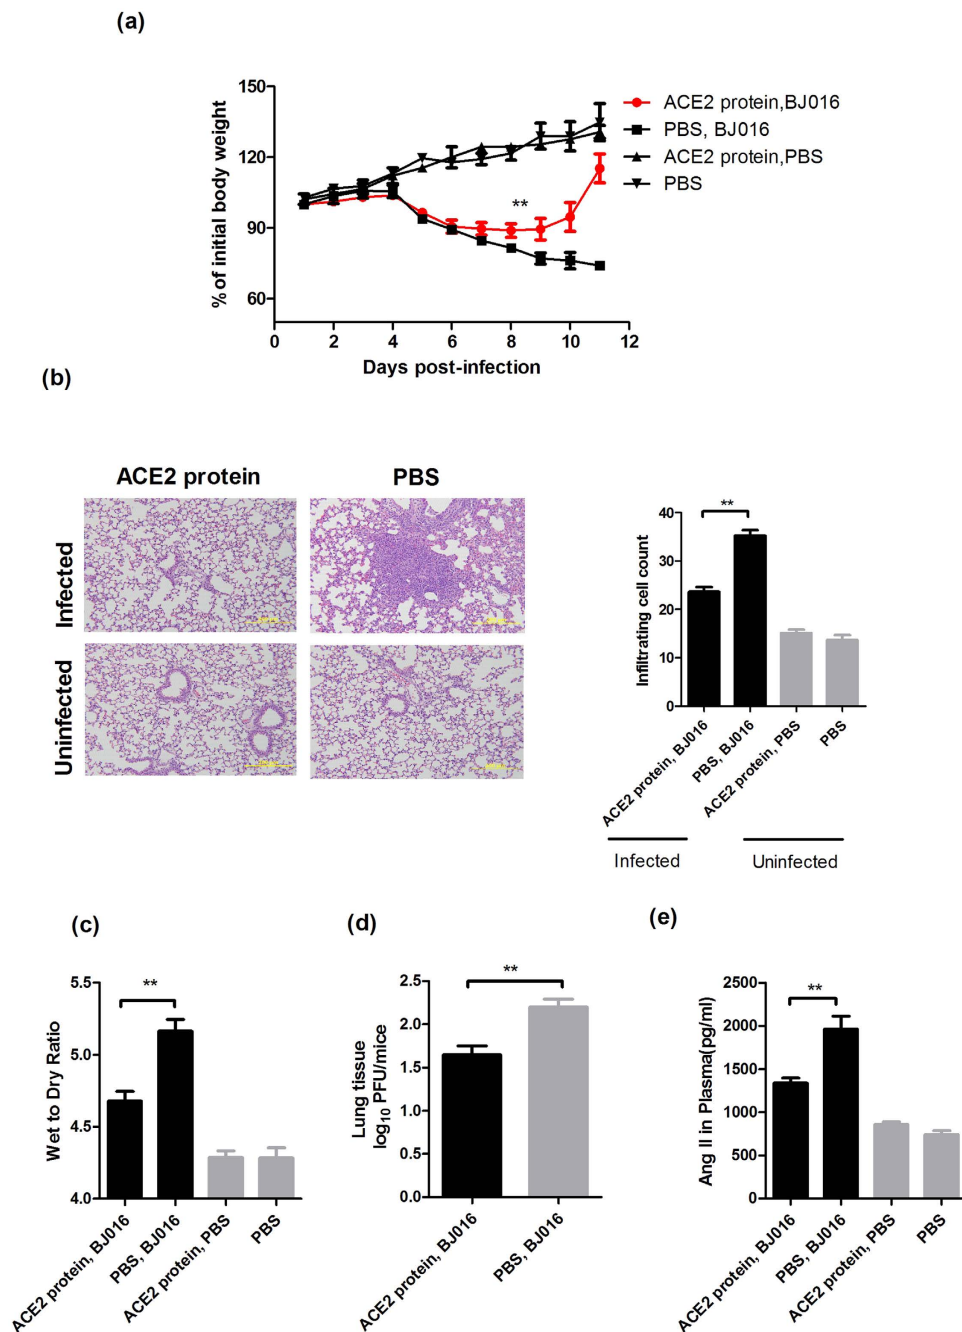 (a)
150
120
90
60
0
2
4
6
8
10
12
% of initial body weight
Days post-infection
**
ACE2 protein,BJ016
PBS, BJ016
ACE2 protein,PBS
PBS
(b)
ACE2 protein
PBS
Infected
Uninfected
40
30
20
10
0
Infiltrating cell count
**
ACE2 protein, BJ016
PBS, BJ016
ACE2 protein, PBS
PBS
Infected
Uninfected
(c)
5.5
5.0
4.5
4.0
Wet to Dry Ratio
**
ACE2 protein, BJ016
PBS, BJ016
ACE2 protein, PBS
PBS
(d)
2.5
2.0
1.5
1.0
0.5
0.0
Lung tissue
log10 PFU/mice
**
ACE2 protein, BJ016
PBS, BJ016
(e)
2500
2000
1500
1000
500
0
Ang II in Plasma(pg/ml)
**
ACE2 protein, BJ016
PBS, BJ016
ACE2 protein, PBS
PBS